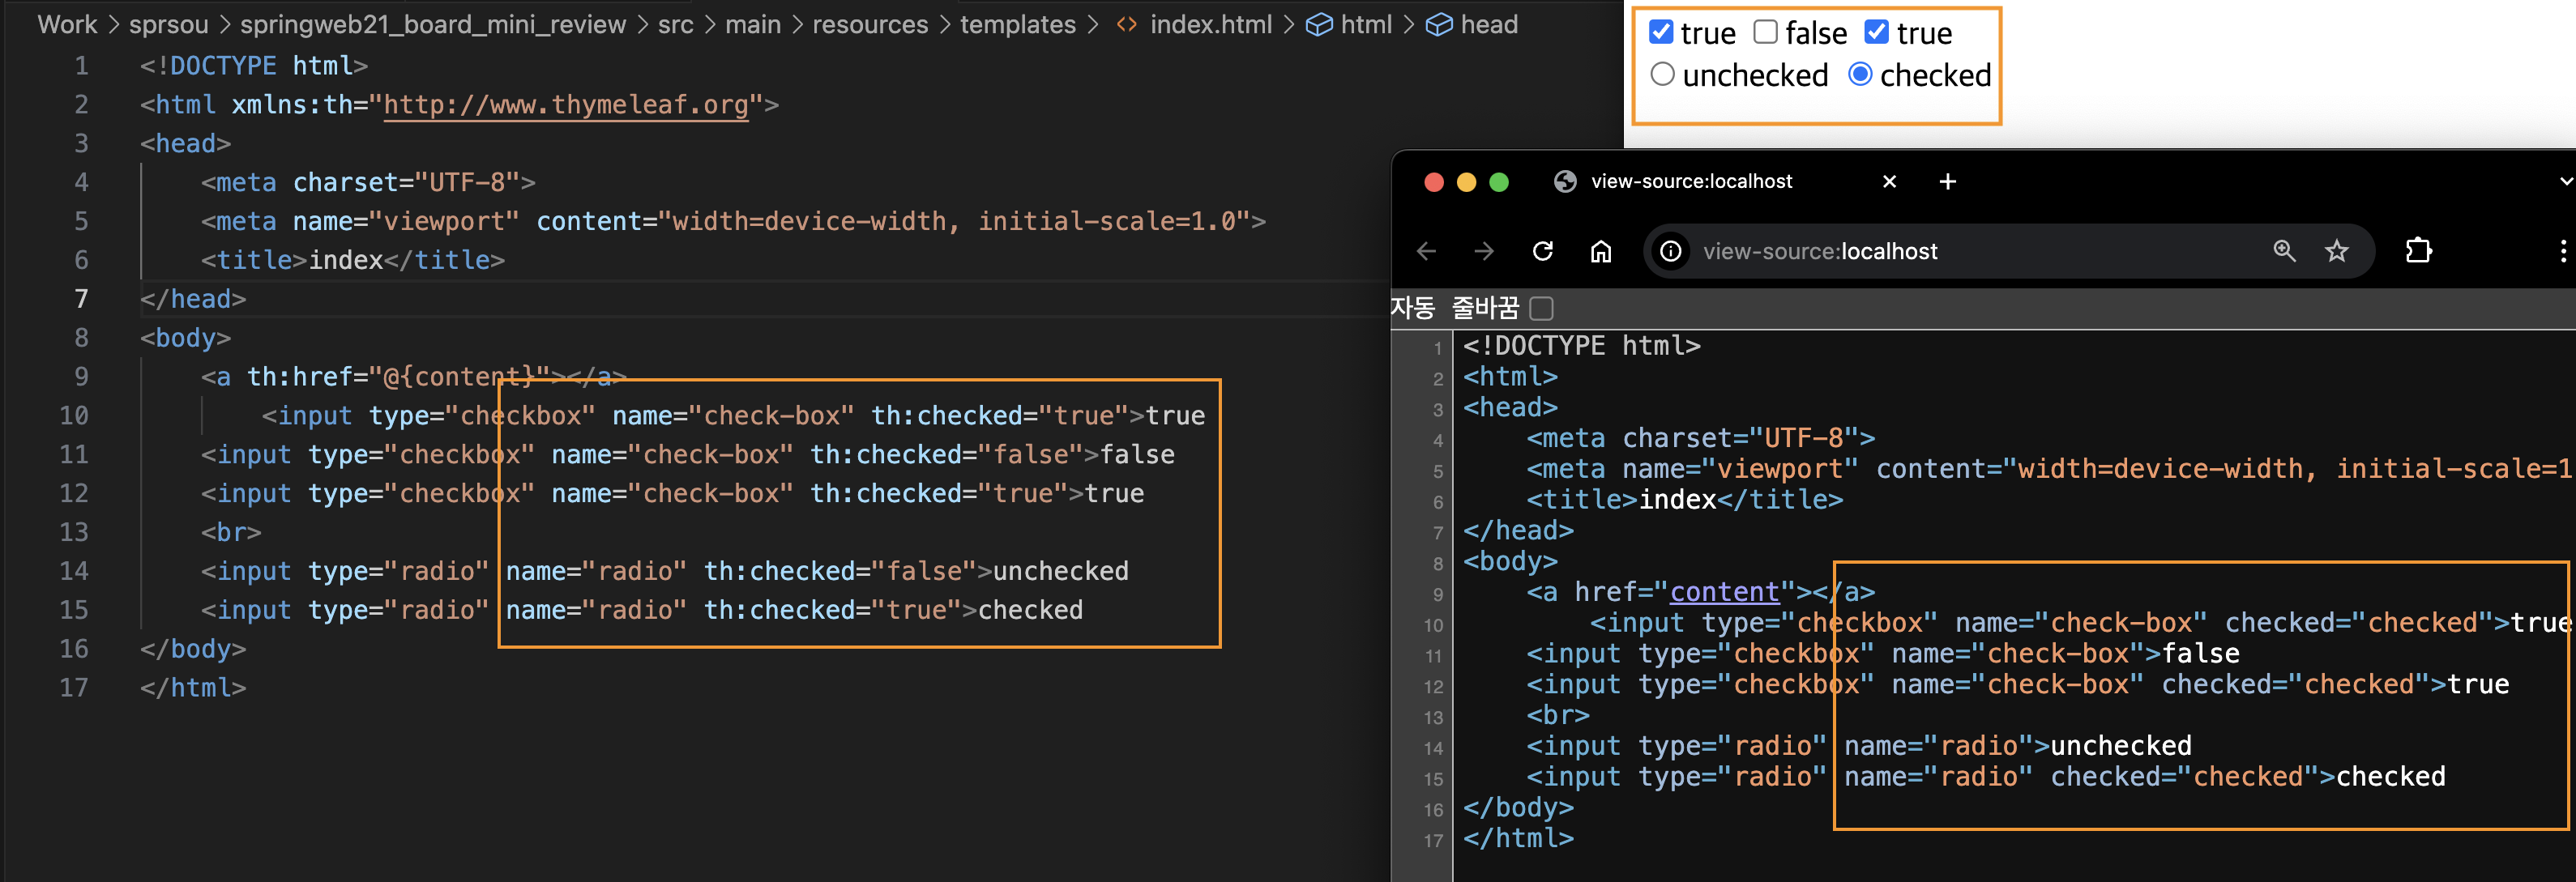 Work > sprsou > springweb21_board_mini_review > src > main > resources > templates > <> index.html > html > head
1 <!DOCTYPE html>
2 <html xmlns:th="http://www.thymeleaf.org">
3 <head>
4 <meta charset="UTF-8">
5 <meta name="viewport" content="width=device-width, initial-scale=1.0">
6 <title>index</title>
7 </head>
8 <body>
9 <a th:href="@{content}"></a>
10 <input type="checkbox" name="check-box" th:checked="true">true
11 <input type="checkbox" name="check-box" th:checked="false">false
12 <input type="checkbox" name="check-box" th:checked="true">true
13 <br>
14 <input type="radio" name="radio" th:checked="false">unchecked
15 <input type="radio" name="radio" th:checked="true">checked
16 </body>
17 </html>
true false true
unchecked checked
view-source:localhost
view-source:localhost
자동 줄바꿈
1 <!DOCTYPE html>
2 <html>
3 <head>
4 <meta charset="UTF-8">
5 <meta name="viewport" content="width=device-width, initial-scale=1
6 <title>index</title>
7 </head>
8 <body>
9 <a href="content"></a>
10 <input type="checkbox" name="check-box" checked="checked">true
11 <input type="checkbox" name="check-box">false
12 <input type="checkbox" name="check-box" checked="checked">true
13 <br>
14 <input type="radio" name="radio">unchecked
15 <input type="radio" name="radio" checked="checked">checked
16 </body>
17 </html>